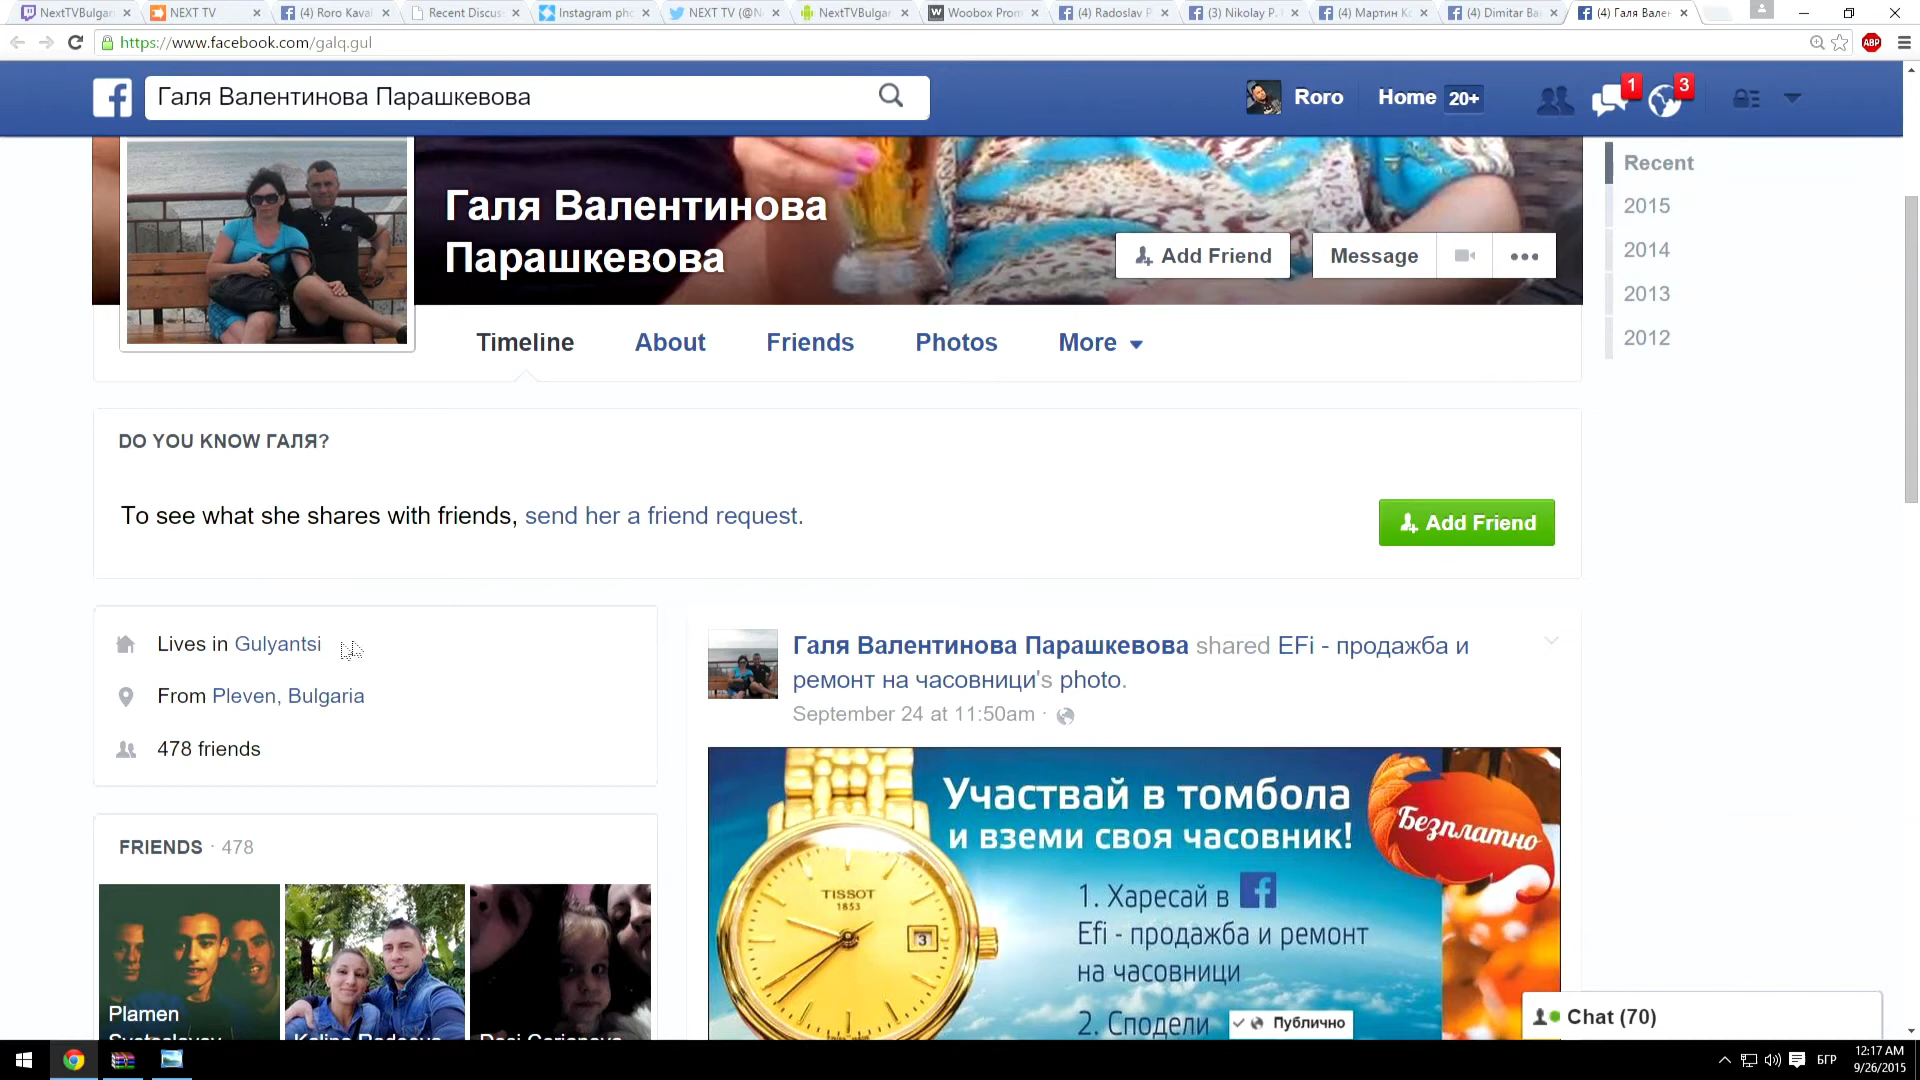 NextTVBulgari
NEXT TV
(4) Roro Kaval
Recent Discus
Instagram pho
NEXT TV (@Ne
NextTVBulgar
Woobox Prom
(4) Radoslav P
(3) Nikolay P.
(4) Мартин Ко
(4) Dimitar Ba
(4) Галя Вален
https://www.facebook.com/galq.gul
ABP
Галя Валентинова Парашкевова
Roro
Home 20+
1
3
Галя Валентинова
Парашкевова
Add Friend
Message
Recent
2015
2014
2013
2012
Timeline
About
Friends
Photos
More
DO YOU KNOW ГАЛЯ?
To see what she shares with friends, send her a friend request.
Add Friend
Lives in Gulyantsi
From Pleven, Bulgaria
478 friends
FRIENDS · 478
Plamen
Галя Валентинова Парашкевова shared EFi - продажба и
ремонт на часовници's photo.
September 24 at 11:50am ·
Участвай в томбола
и вземи своя часовник!
Безплатно
TISSOT
1853
3
1. Харесай в
Efi - продажба и ремонт
на часовници
2. Сподели
Публично
Chat (70)
БГР
12:17 AM
9/26/2015